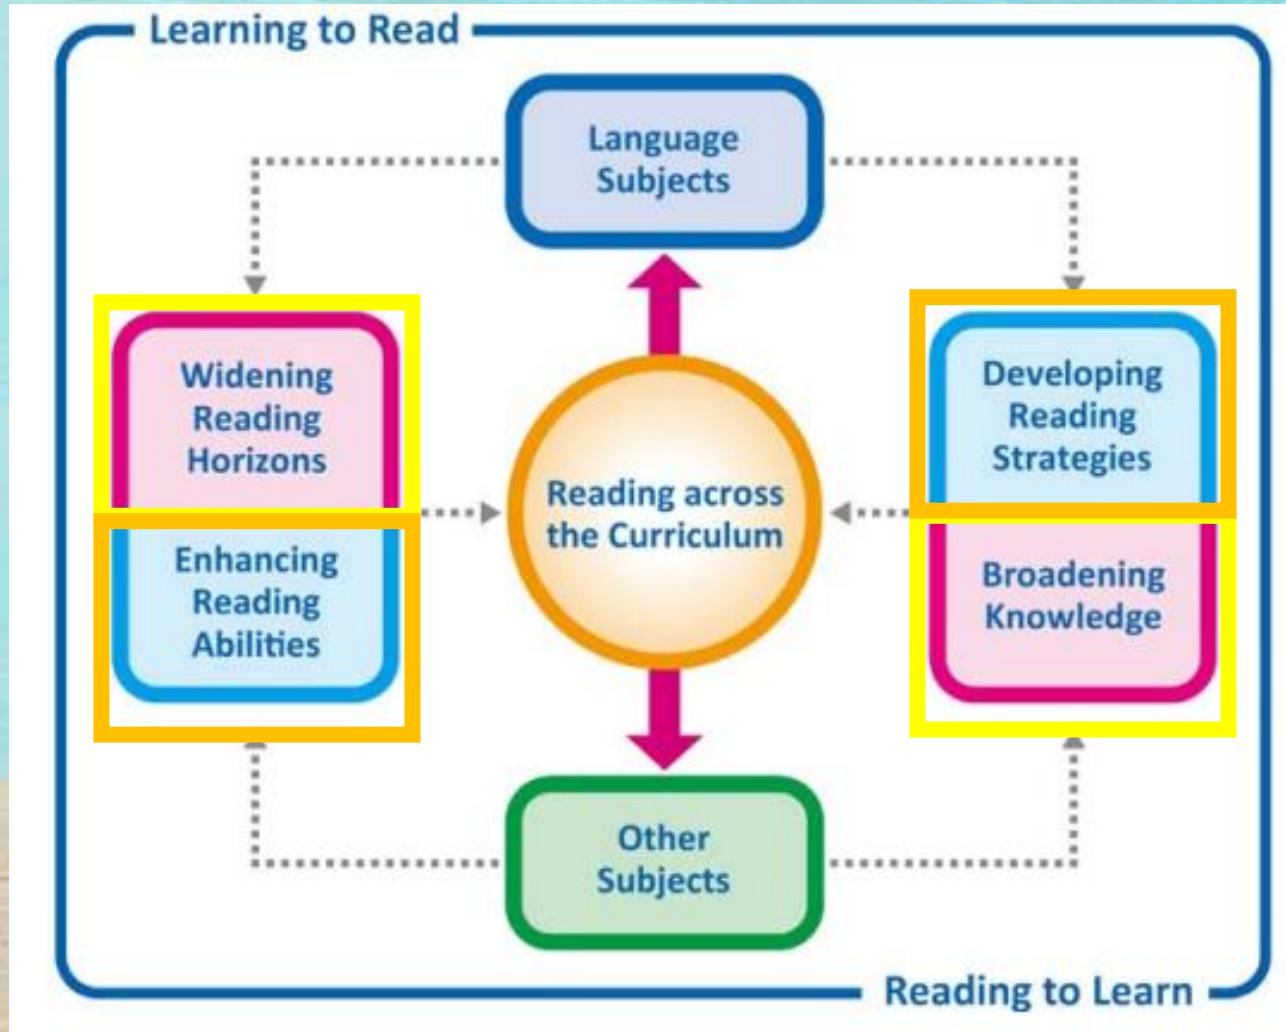 Learning to Read
Language
Subjects
Widening
Reading
Horizons
Enhancing
Reading
Abilities
Reading across
the Curriculum
Developing
Reading
Strategies
Broadening
Knowledge
Other
Subjects
Reading to Learn